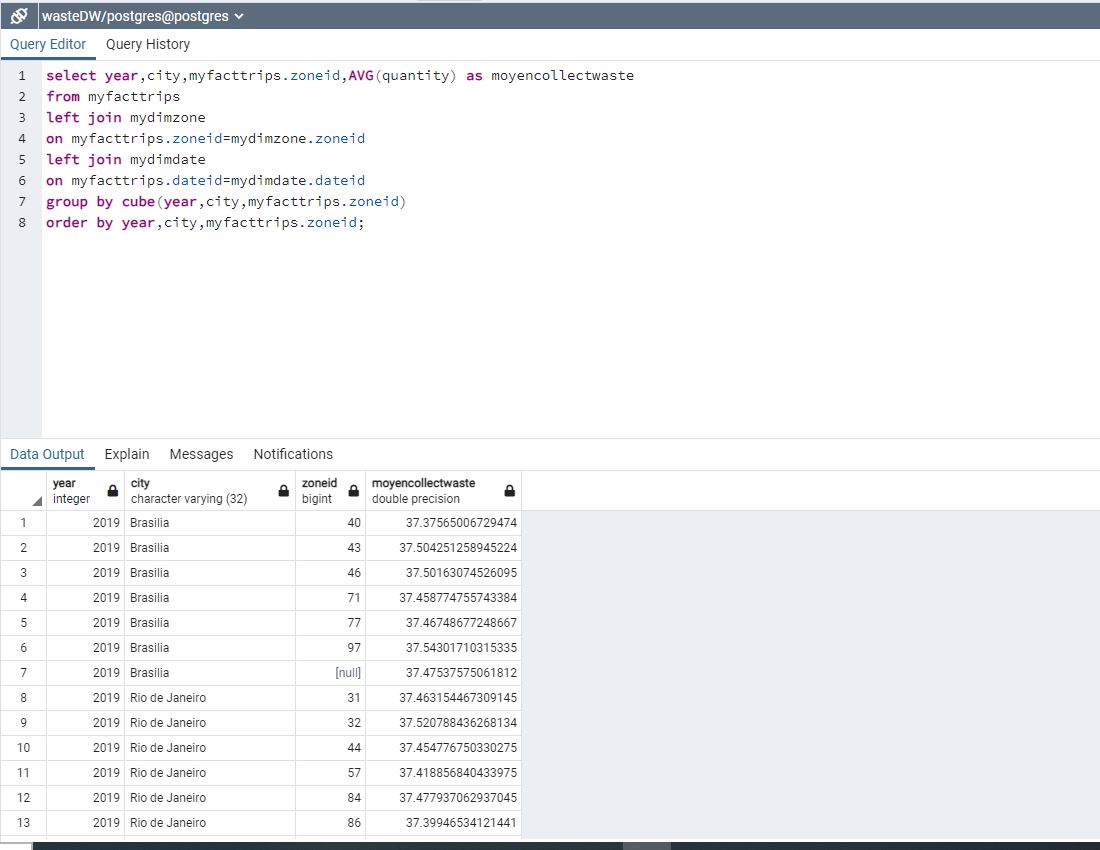 wasteDW/postgres@postgres
Query Editor Query History
1 select year,city,myfacttrips.zoneid,AVG(quantity) as moyencollectwaste
2 from myfacttrips
3 left join mydimzone
4 on myfacttrips.zoneid=mydimzone.zoneid
5 left join mydimdate
6 on myfacttrips.dateid=mydimdate.dateid
7 group by cube(year,city,myfacttrips.zoneid)
8 order by year,city,myfacttrips.zoneid;
Data Output Explain Messages Notifications
year city zoneid moyencollectwaste
integer character varying (32) bigint double precision
1 2019 Brasilia 40 37.37565006729474
2 2019 Brasilia 43 37.504251258945224
3 2019 Brasilia 46 37.50163074526095
4 2019 Brasilia 71 37.458774755743384
5 2019 Brasilia 77 37.46748677248667
6 2019 Brasilia 97 37.54301710315335
7 2019 Brasilia [null] 37.47537575061812
8 2019 Rio de Janeiro 31 37.463154467309145
9 2019 Rio de Janeiro 32 37.520788436268134
10 2019 Rio de Janeiro 44 37.454776750330275
11 2019 Rio de Janeiro 57 37.418856840433975
12 2019 Rio de Janeiro 84 37.477937062937045
13 2019 Rio de Janeiro 86 37.39946534121441